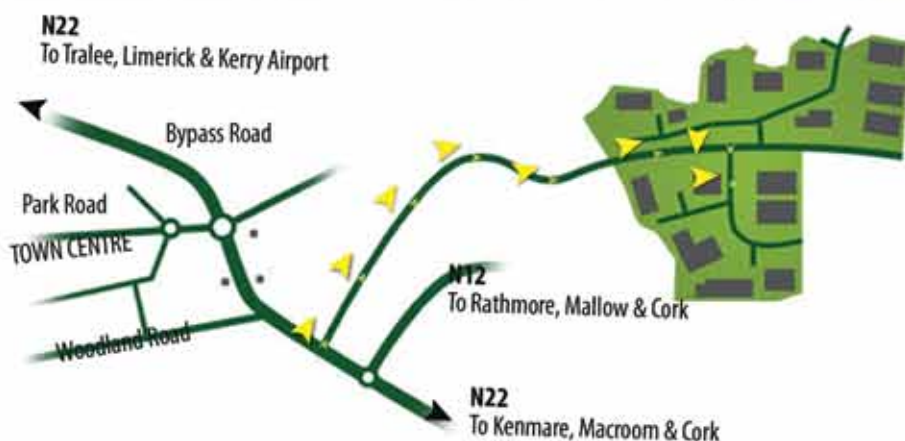 N22
To Tralee, Limerick & Kerry Airport
Bypass Road
Park Road
TOWN CENTRE
N12
To Rathmore, Mallow & Cork
Woodland Road
N22
To Kenmare, Macroom & Cork